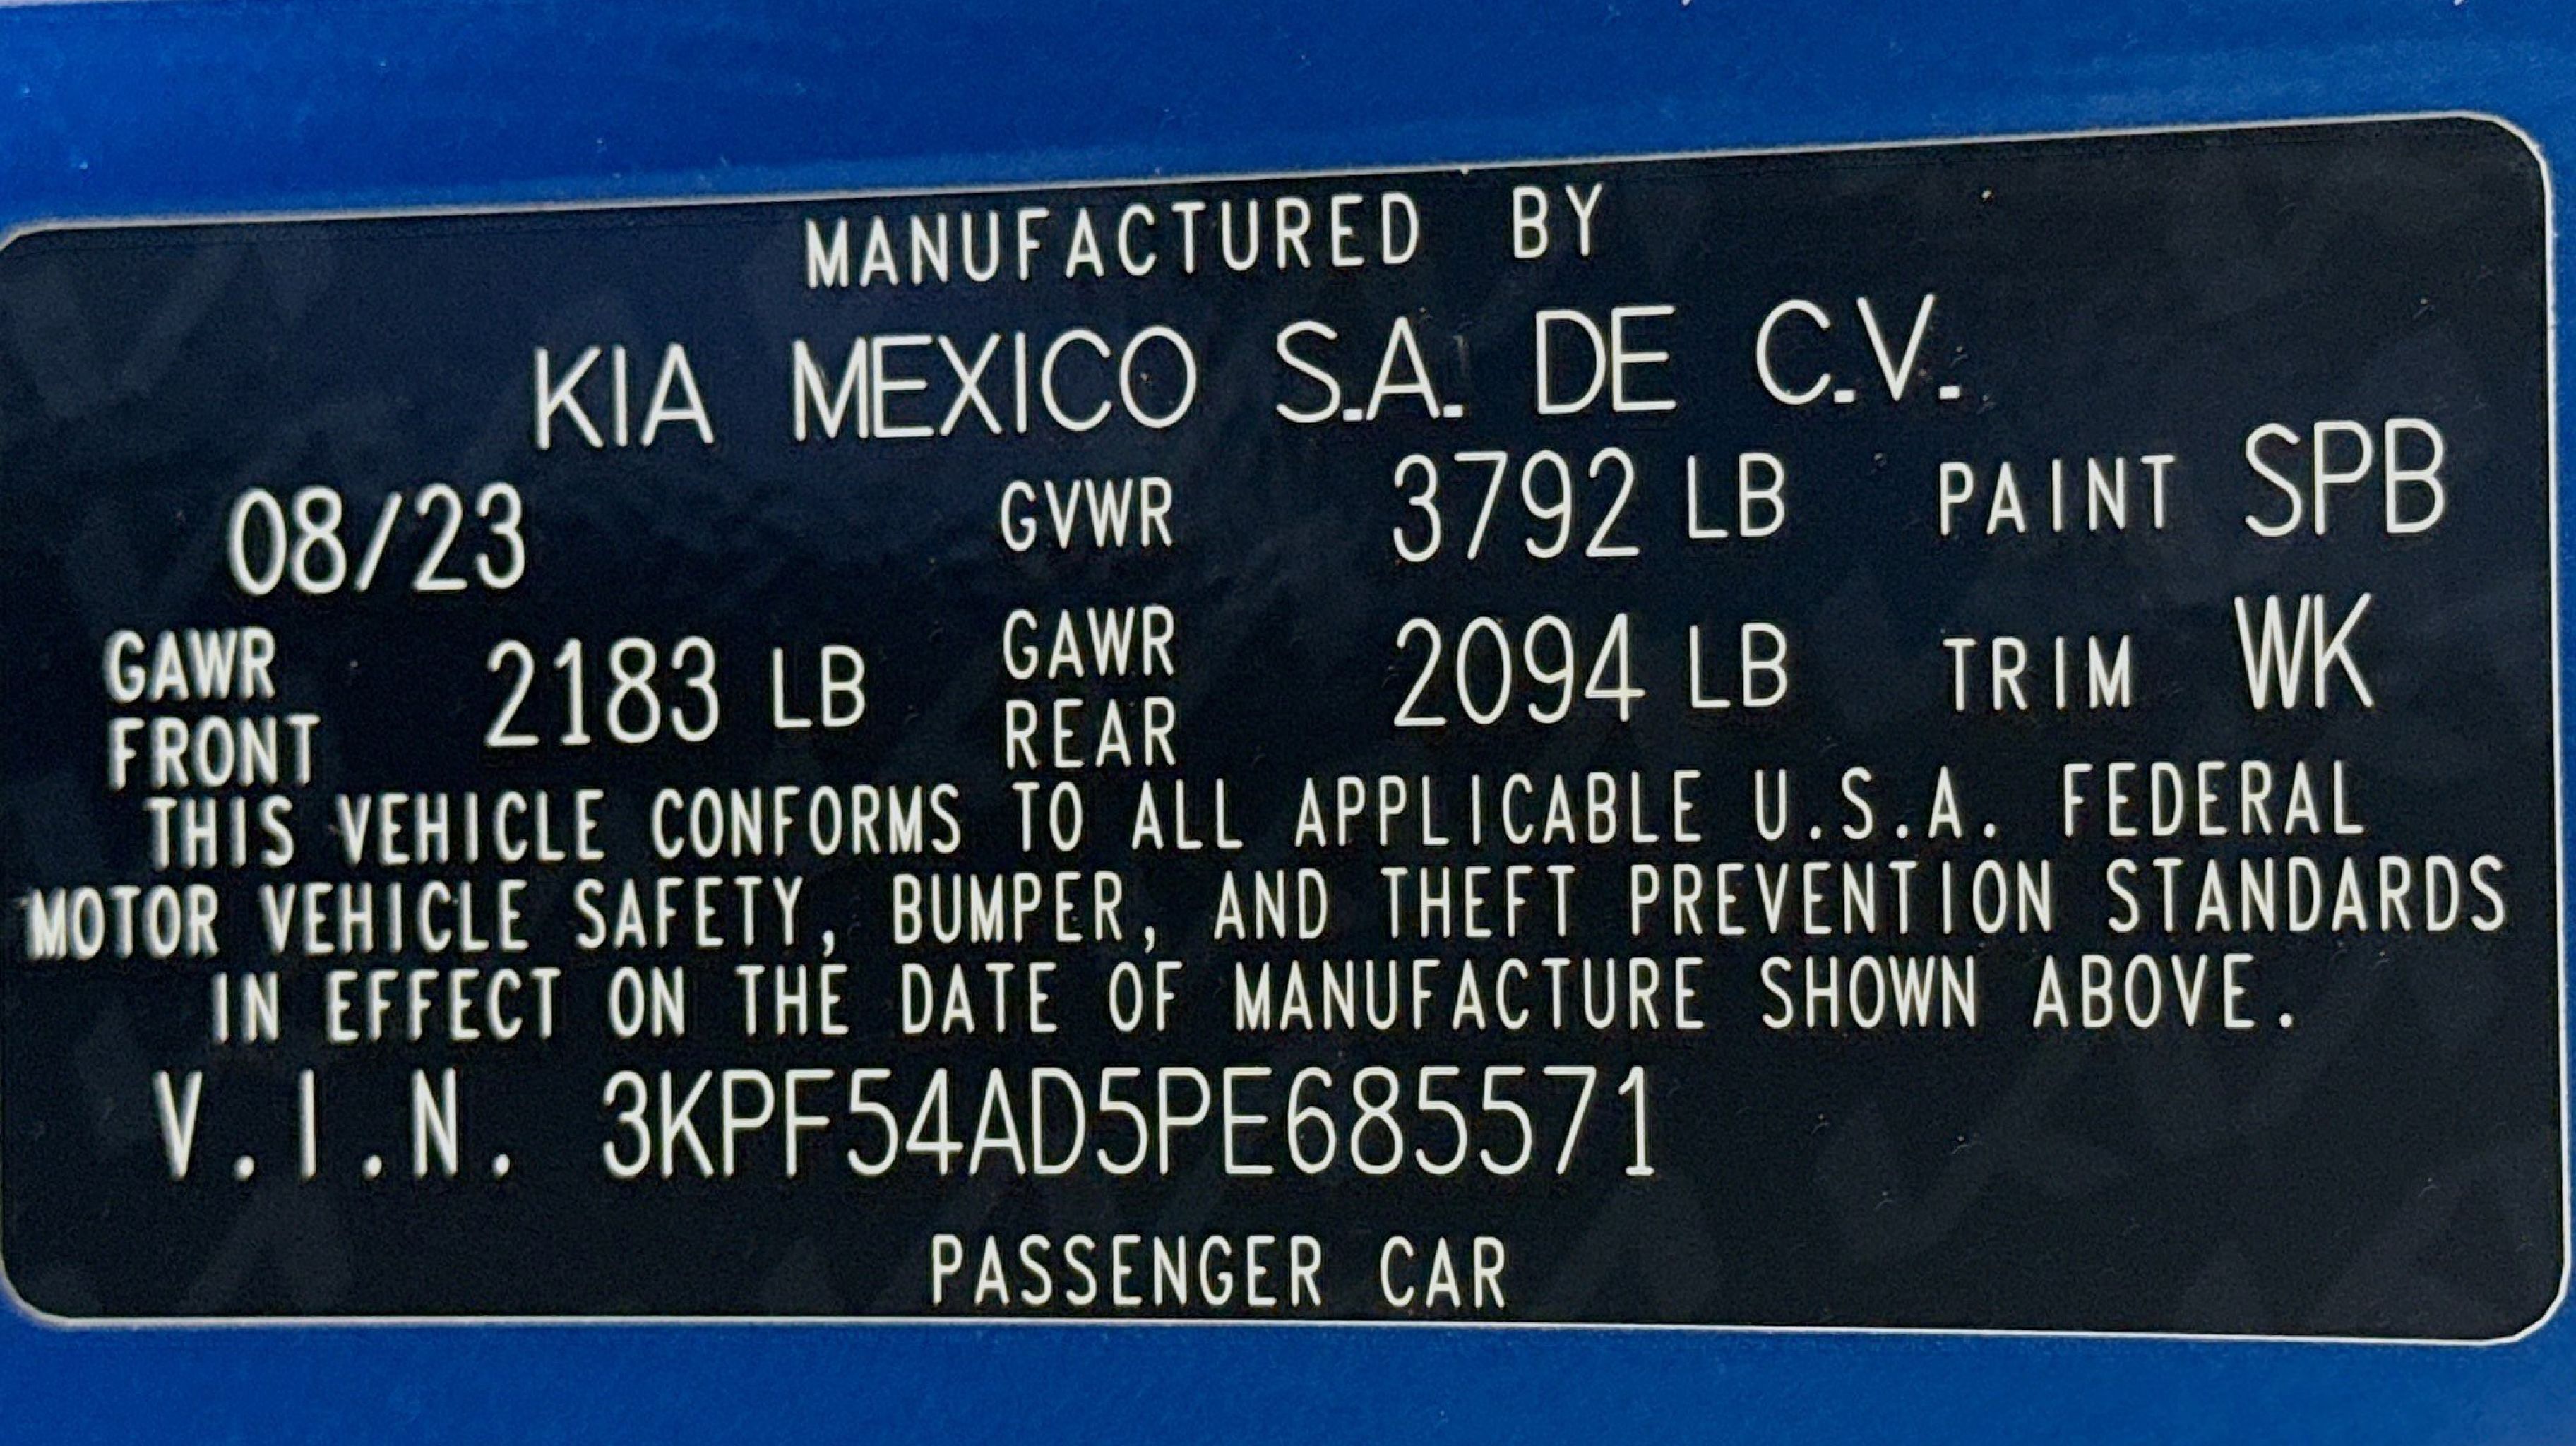 MANUFACTURED BY
KIA MEXICO S.A. DE C.V.
08/23 GVWR 3792 LB PAINT SPB
GAWR FRONT 2183 LB GAWR REAR 2094 LB TRIM WK
THIS VEHICLE CONFORMS TO ALL APPLICABLE U.S.A. FEDERAL
MOTOR VEHICLE SAFETY, BUMPER, AND THEFT PREVENTION STANDARDS
IN EFFECT ON THE DATE OF MANUFACTURE SHOWN ABOVE.
V.I.N. 3KPF54AD5PE685571
PASSENGER CAR